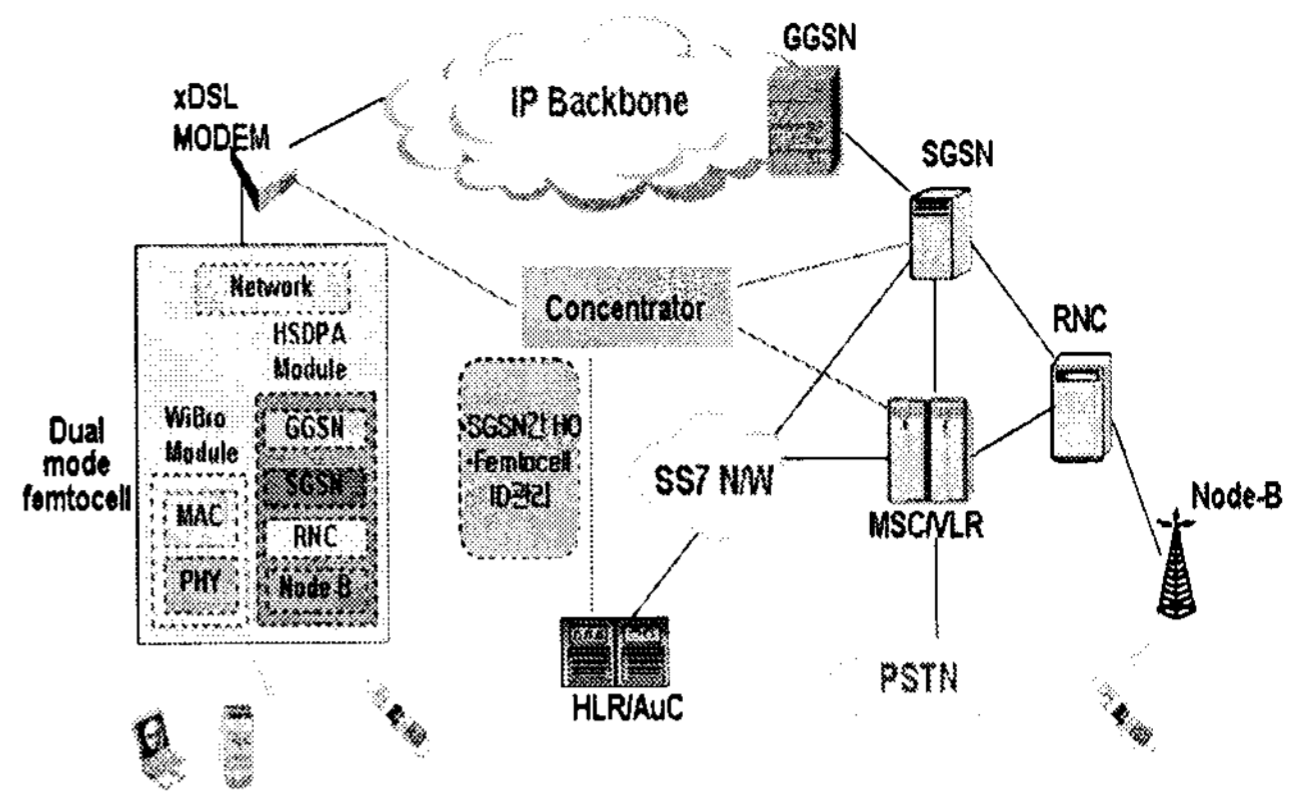 GGSN
IP Backbone
xDSL
MODEM
SGSN
Network
Concentrator
HSDPA
Module
RNC
WiBro
Module
GGSN
Dual
mode
femtocell
SGSN
MAC
RNC
PHY
Node B
·SGSN간 HO
·Femtocell
ID관리
SS7 N/W
MSC/VLR
Node-B
HLR/AuC
PSTN